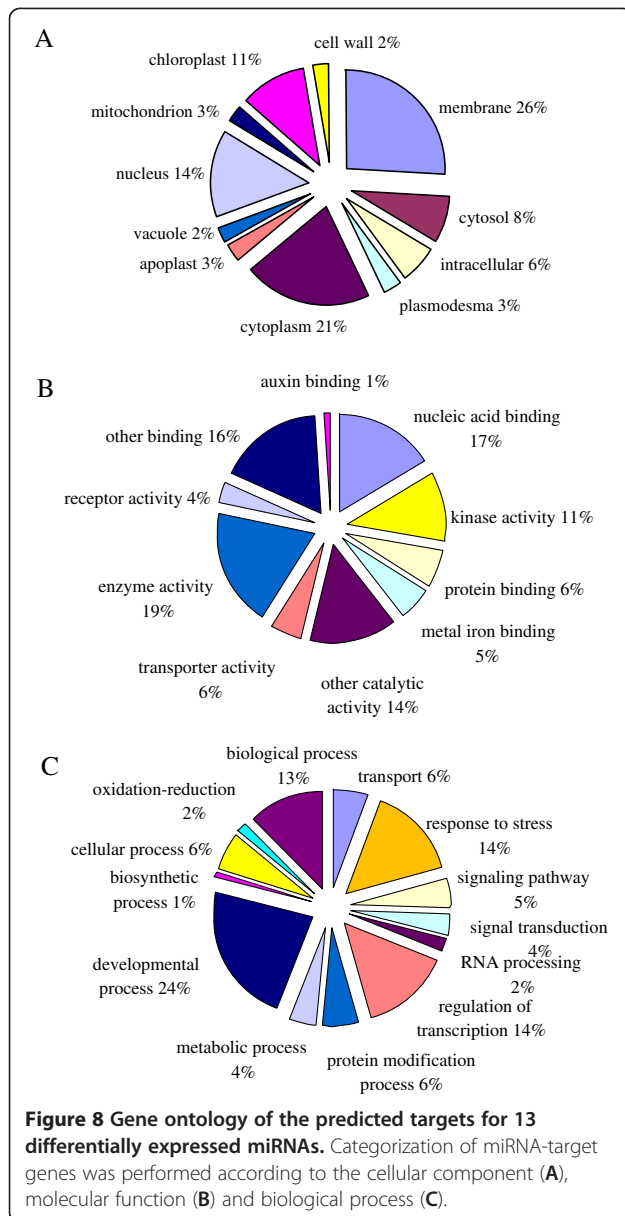 A
cell wall 2%
chloroplast 11%
membrane 26%
mitochondrion 3%
nucleus 14%
cytosol 8%
vacuole 2%
intracellular 6%
apoplast 3%
plasmodesma 3%
cytoplasm 21%
B
auxin binding 1%
nucleic acid binding
17%
other binding 16%
receptor activity 4%
kinase activity 11%
enzyme activity
19%
protein binding 6%
metal iron binding
5%
transporter activity
6%
other catalytic
activity 14%
C
biological process
13%
transport 6%
oxidation-reduction
2%
response to stress
14%
cellular process 6%
signaling pathway
5%
biosynthetic
process 1%
signal transduction
4%
RNA processing
2%
developmental
process 24%
regulation of
transcription 14%
metabolic process
4%
protein modification
process 6%
Figure 8 Gene ontology of the predicted targets for 13
differentially expressed miRNAs. Categorization of miRNA-target
genes was performed according to the cellular component (A),
molecular function (B) and biological process (C).